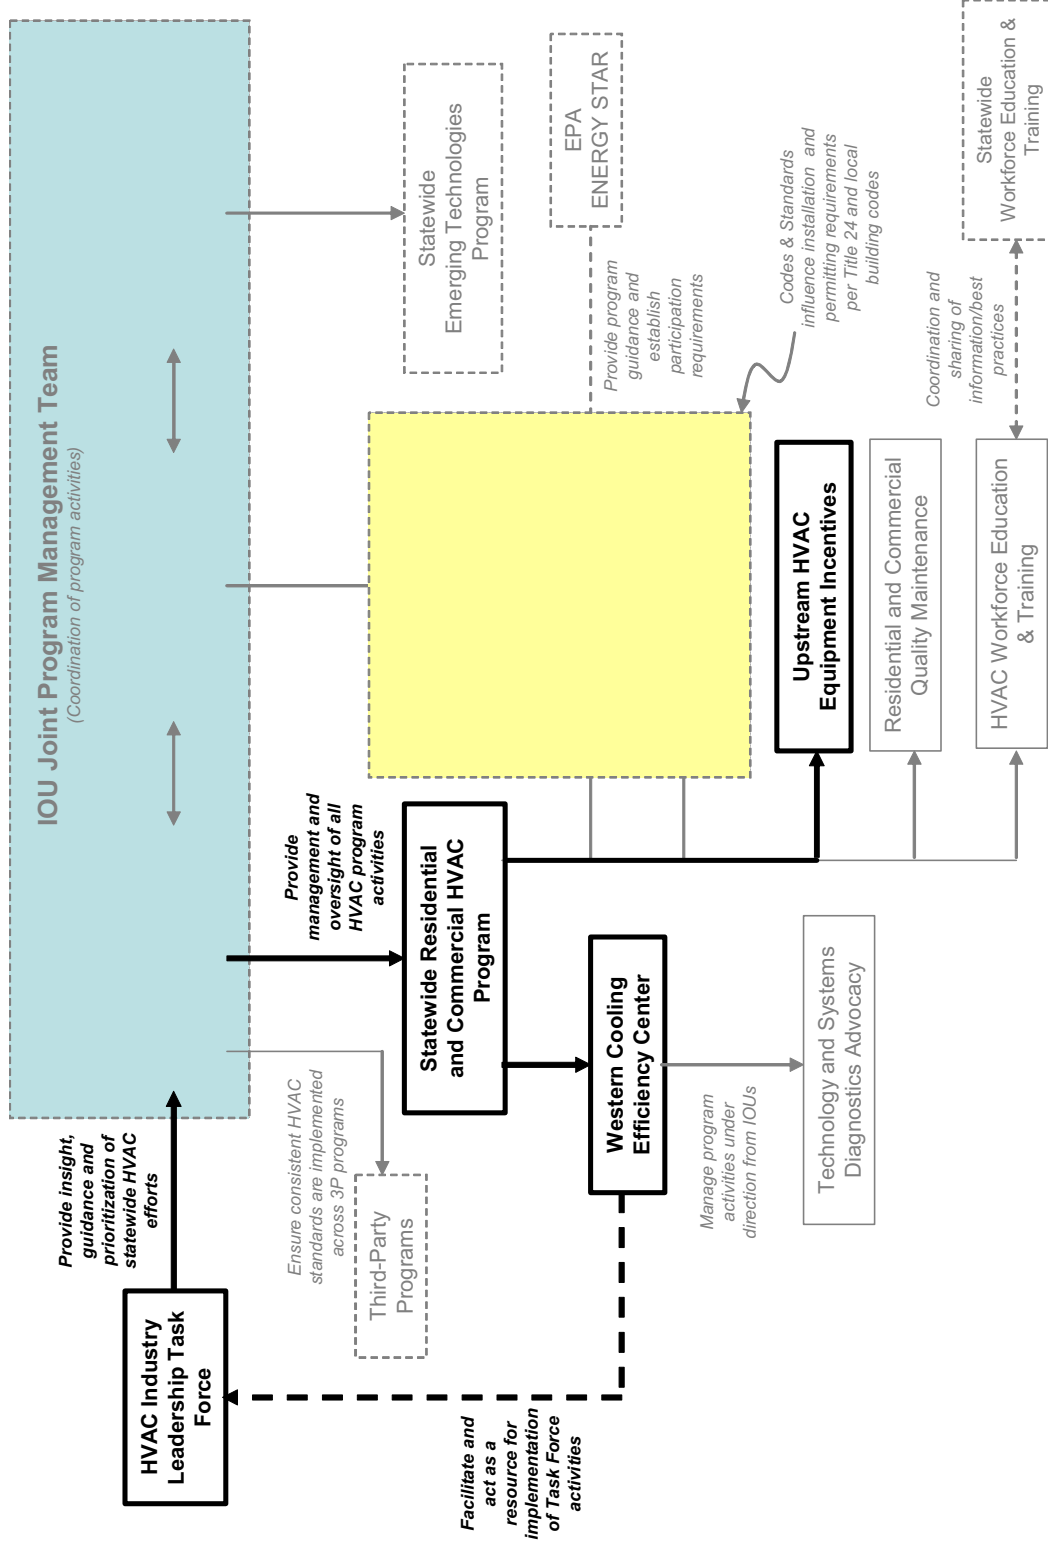 IOU Joint Program Management Team
(Coordination of program activities)
Provide insight,
guidance and
prioritization of
statewide HVAC
efforts
HVAC Industry
Leadership Task
Force
Ensure consistent HVAC
standards are implemented
across 3P programs
Third-Party
Programs
Provide
management and
oversight of all
HVAC program
activities
Statewide Residential
and Commercial HVAC
Program
Statewide
Emerging Technologies
Program
EPA
ENERGY STAR
Provide program
guidance and
establish
participation
requirements
Codes & Standards
influence installation and
permitting requirements
per Title 24 and local
building codes
Facilitate and
act as a
resource for
implementation
of Task Force
activities
Western Cooling
Efficiency Center
Manage program
activities under
direction from IOUs
Technology and Systems
Diagnostics Advocacy
Upstream HVAC
Equipment Incentives
Residential and Commercial
Quality Maintenance
HVAC Workforce Education
& Training
Coordination and
sharing of
information/best
practices
Statewide
Workforce Education &
Training